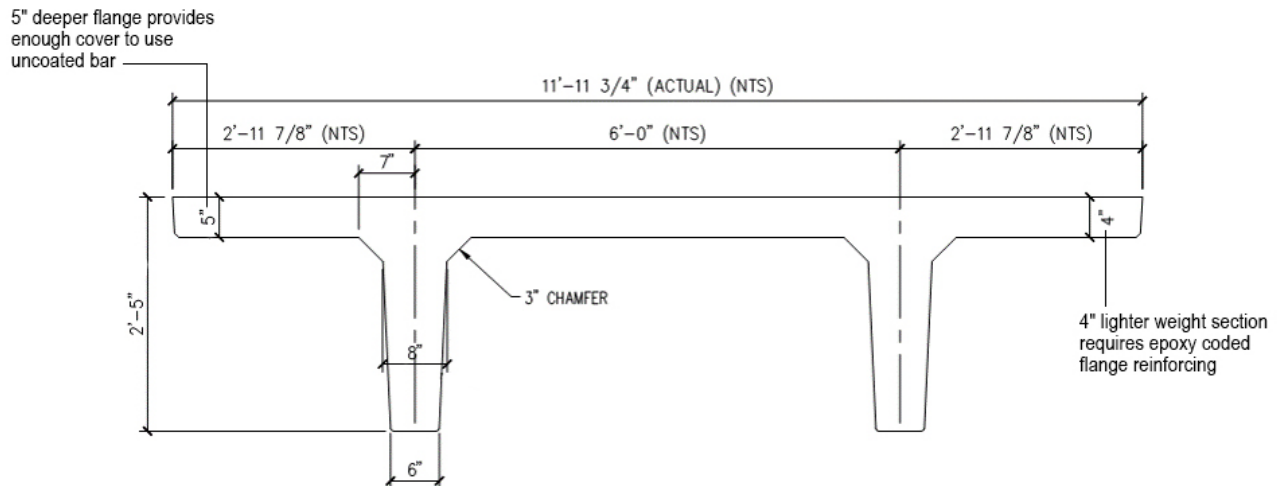 5" deeper flange provides
enough cover to use
uncoated bar
11'-11 3/4" (ACTUAL) (NTS)
2'-11 7/8" (NTS)
6'-0" (NTS)
2'-11 7/8" (NTS)
7"
5"
4"
2'-5"
3" CHAMFER
8"
6"
4" lighter weight section
requires epoxy coded
flange reinforcing